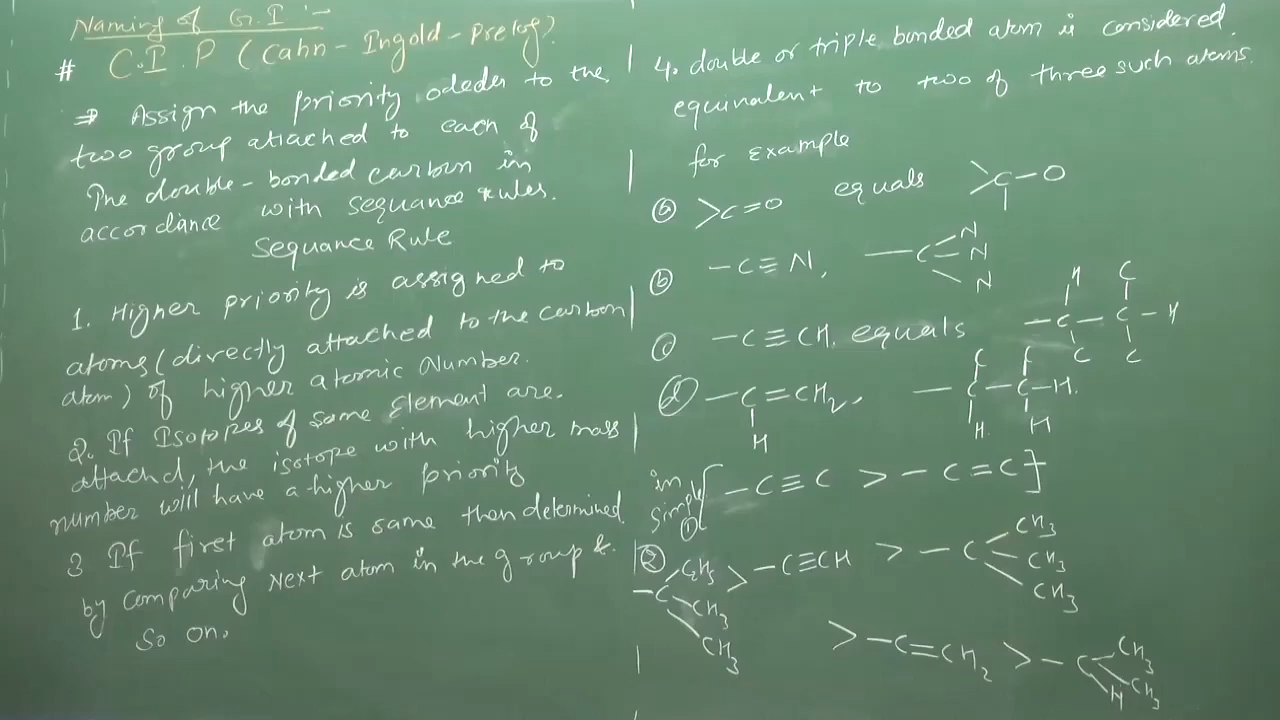 Naming of G.I :-
# C.I.P (Cahn-Ingold-Prelog)
⇒ Assign the priority oderder to the
two group attached to each of
The double-bonded carbon in
accordance with sequance rules.
Sequance Rule
1. Higher priority is assigned to
atoms (directly attached to the carbon
atom) of higher atomic Number.
2. If Isotopes of same element are.
attachd, the isotope with higher mass
number will have a higher priority
3 If first atom is same then determined
by comparing Next atom in the group &.
So on.
4. double or triple bonded atom is considered.
equivalent to two of three such atoms.
for example
ⓐ >C=O equals >C-O
ⓑ -C≡N, -C N N N
ⓒ -C≡CH equals -C-C-H H C C C
ⓓ -C=CH2, H -C-C-H. C C H. H
in simple ① [-C≡C > -C=C]
② -C CH3 CH3 > -C≡CH > -C CH3 CH3 CH3
> -C=CH2 > -C CH3 CH3 H